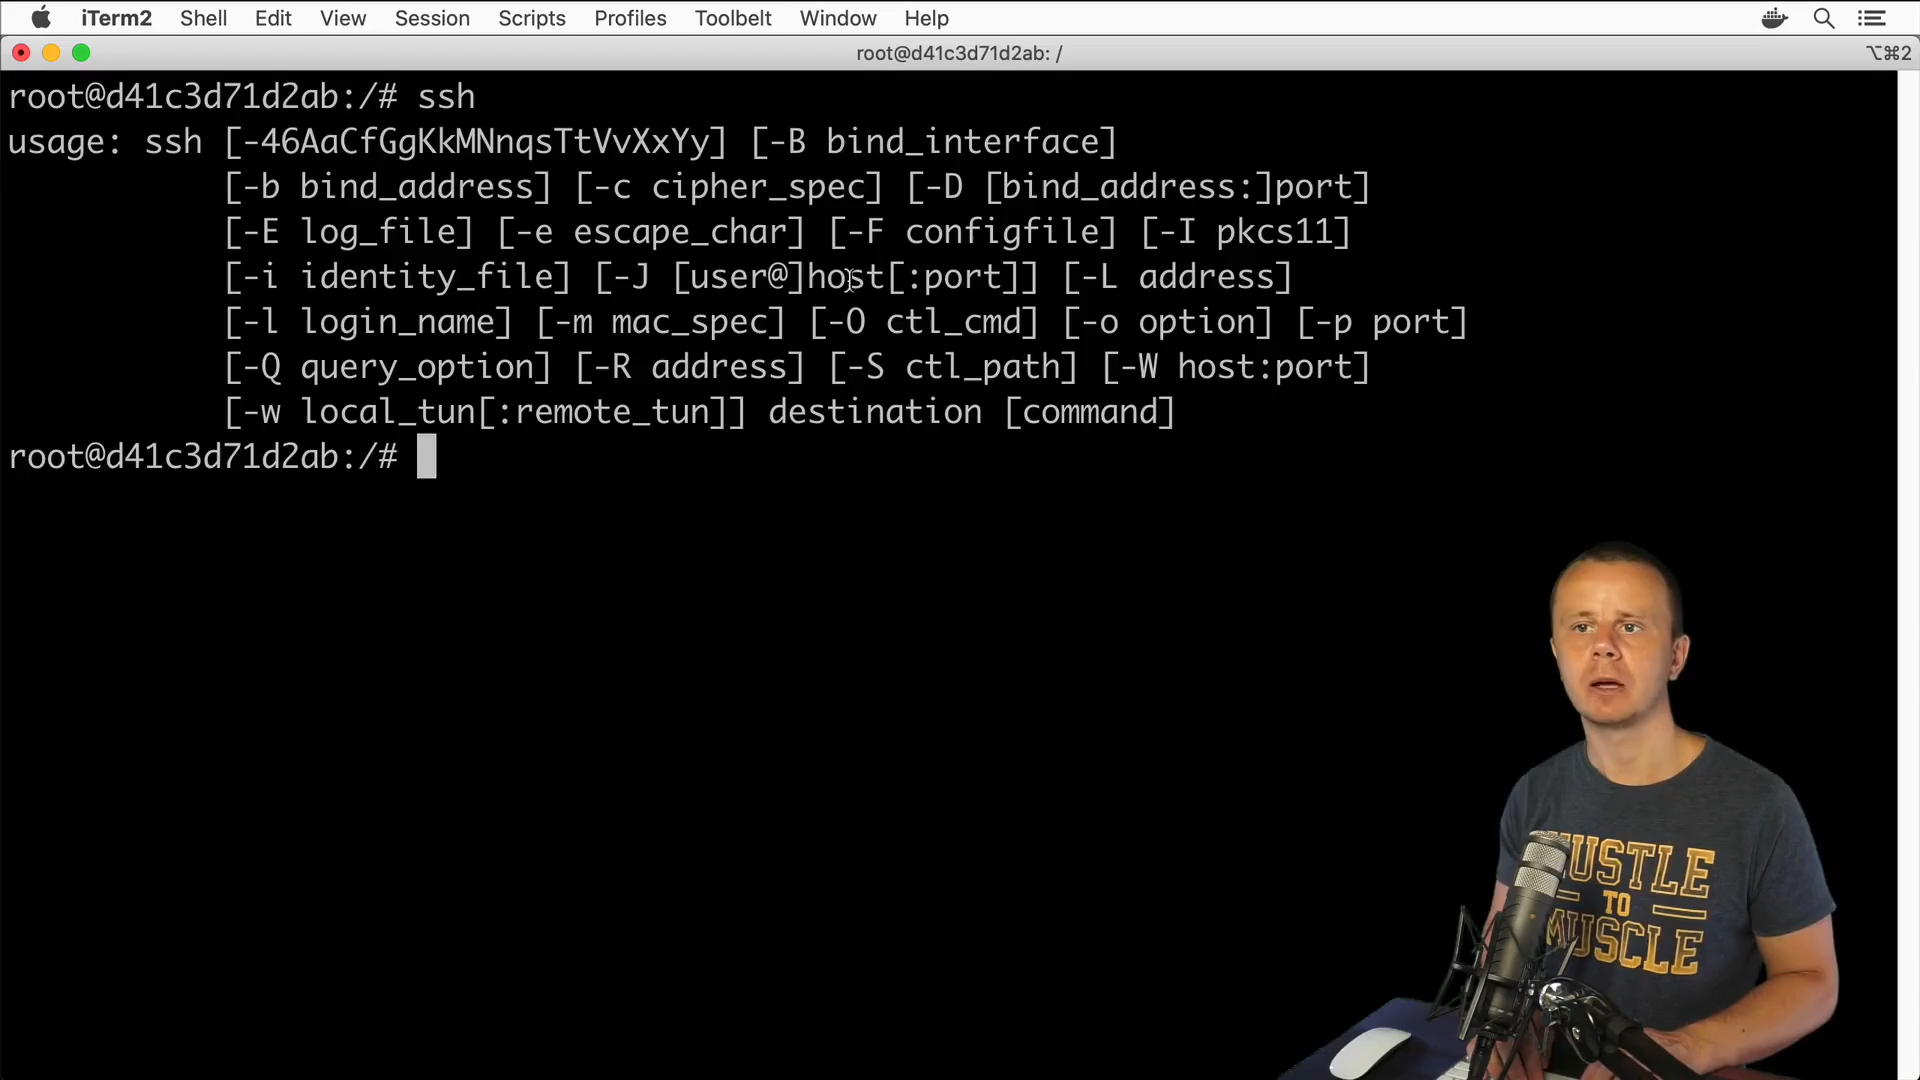 iTerm2 Shell Edit View Session Scripts Profiles Toolbelt Window Help
root@d41c3d71d2ab: /
⌥⌘2
root@d41c3d71d2ab:/# ssh
usage: ssh [-46AaCfGgKkMNnqsTtVvXxYy] [-B bind_interface]
[-b bind_address] [-c cipher_spec] [-D [bind_address:]port]
[-E log_file] [-e escape_char] [-F configfile] [-I pkcs11]
[-i identity_file] [-J [user@]host[:port]] [-L address]
[-l login_name] [-m mac_spec] [-O ctl_cmd] [-o option] [-p port]
[-Q query_option] [-R address] [-S ctl_path] [-W host:port]
[-w local_tun[:remote_tun]] destination [command]
root@d41c3d71d2ab:/#
HUSTLE
TO
MUSCLE